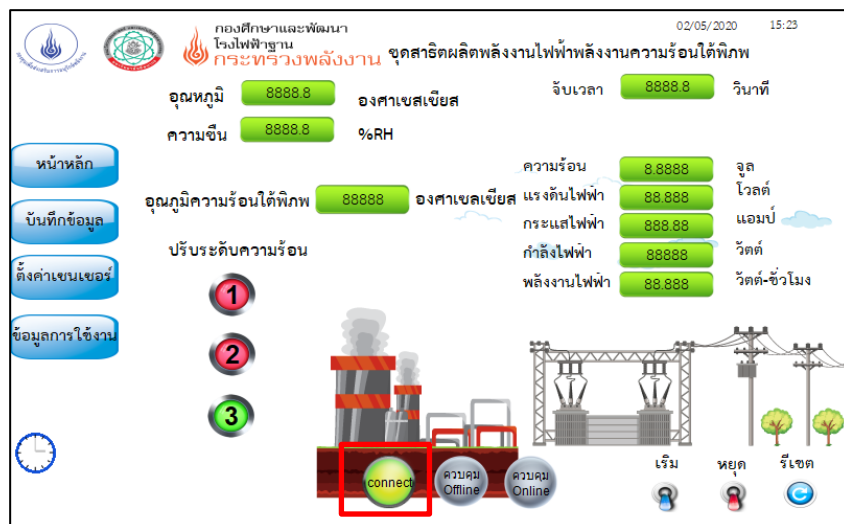 02/05/2020 15:23
กองศึกษาและพัฒนา
โรงไฟฟ้าฐาน
กระทรวงพลังงาน
ชุดสาธิตผลิตพลังงานไฟฟ้าพลังงานความร้อนใต้พิภพ
อุณหภูมิ 8888.8 องศาเซสเซียส
จับเวลา 8888.8 วินาที
ความชืน 8888.8 %RH
หน้าหลัก
ความร้อน 8.8888 จูล
อุณภูมิความร้อนใต้พิภพ 88888 องศาเซลเซียส
แรงดันไฟฟ้า 88.888 โวลต์
บันทึกข้อมูล
กระแสไฟฟ้า 888.88 แอมป์
ปรับระดับความร้อน
กำลังไฟฟ้า 88888 วัตต์
ตั้งค่าเซนเซอร์
พลังงานไฟฟ้า 88.888 วัตต์-ชั่วโมง
1
ข้อมูลการใช้งาน
2
3
connect
ควบคุม
Offline
ควบคุม
Online
เริ่ม หยุด รีเซต